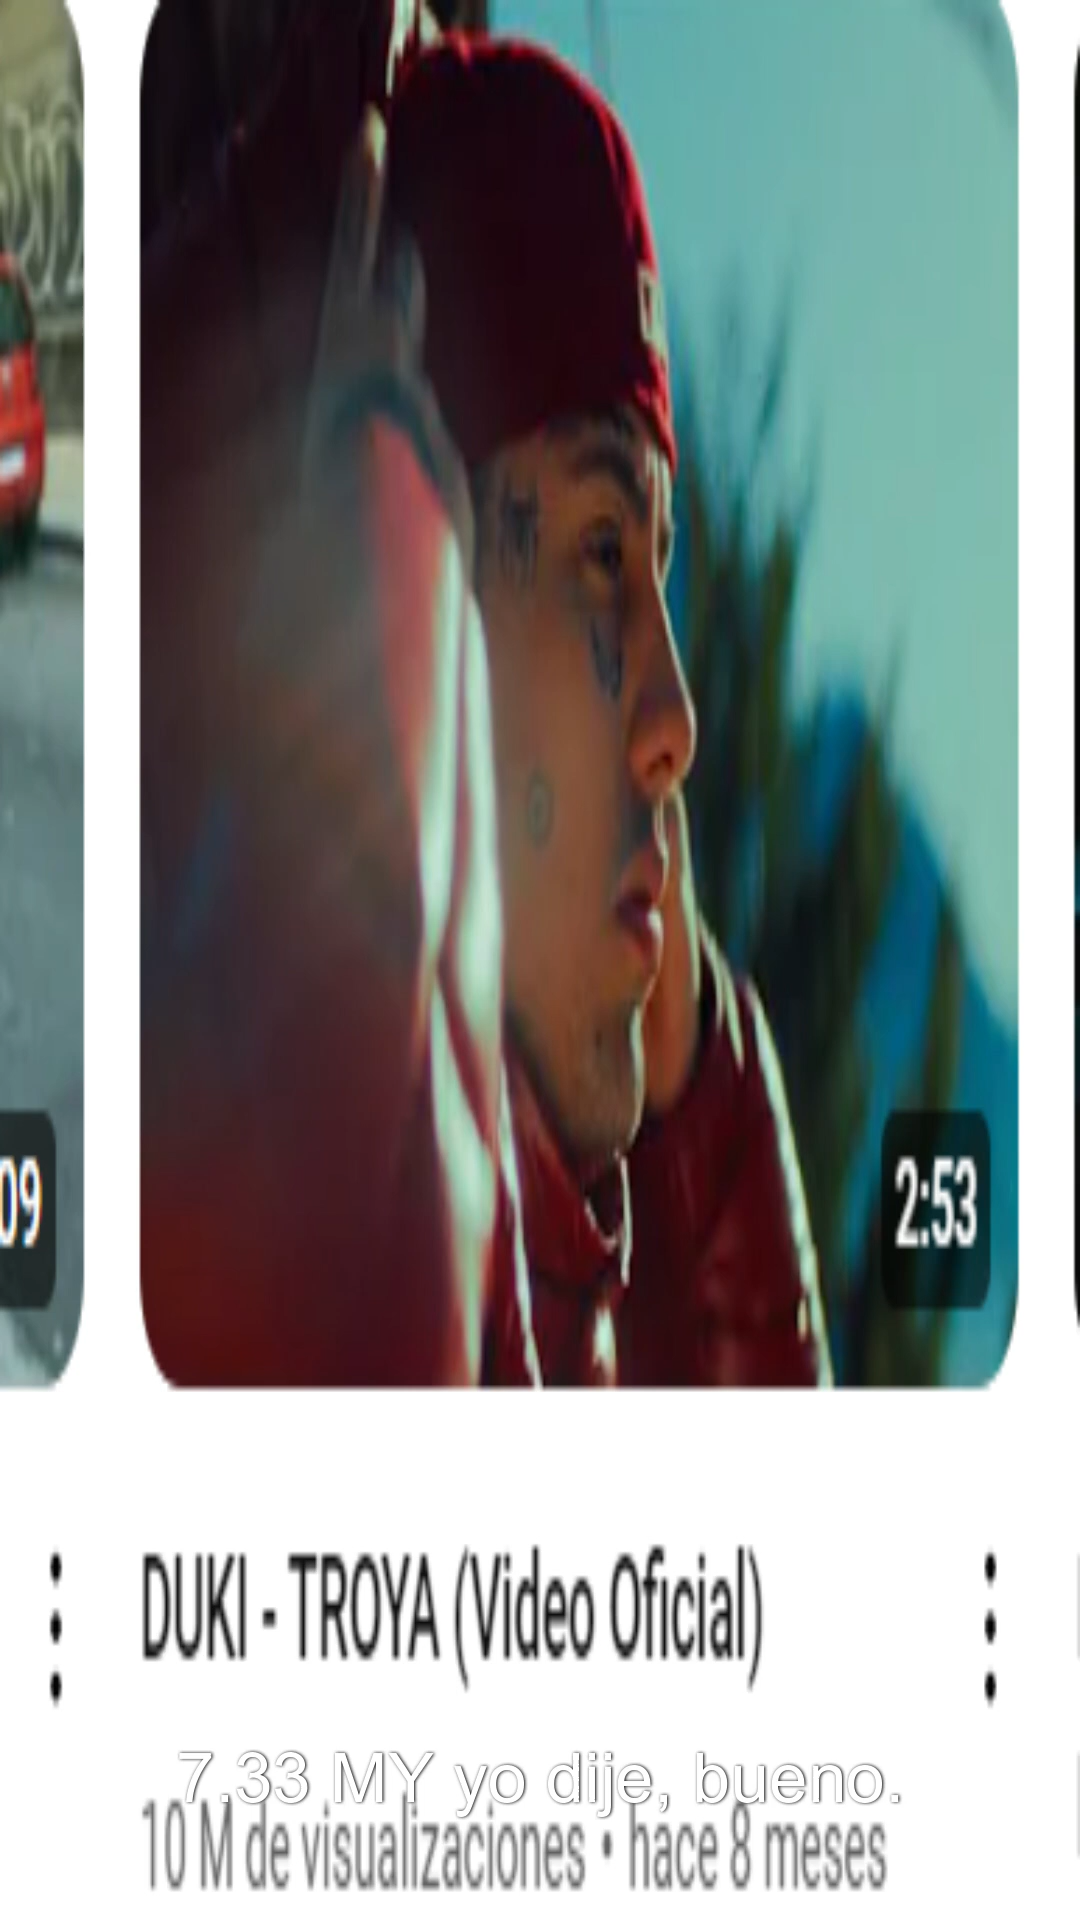 09
2:53
DUKI - TROYA (Video Oficial)
7.33 MY yo dije, bueno.
10 M de visualizaciones • hace 8 meses